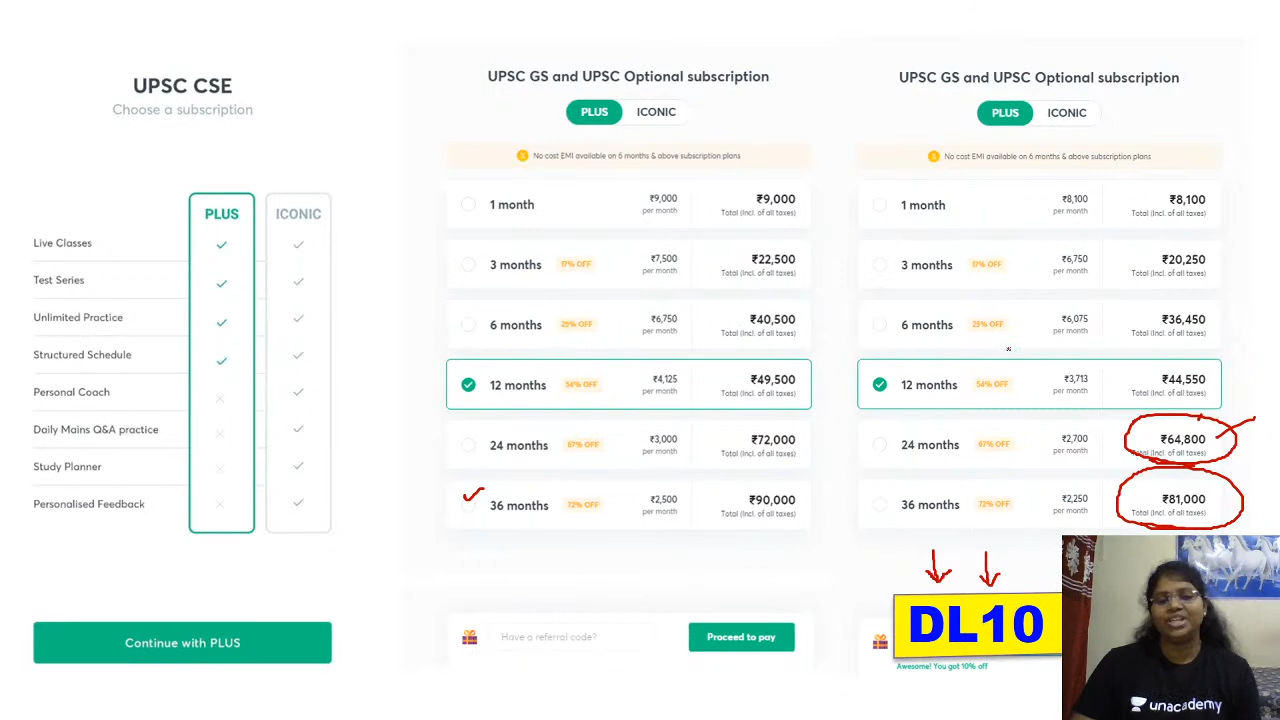 UPSC CSE
Choose a subscription
PLUS
ICONIC
Live Classes
Test Series
Unlimited Practice
Structured Schedule
Personal Coach
Daily Mains Q&A practice
Study Planner
Personalised Feedback
Continue with PLUS
UPSC GS and UPSC Optional subscription
PLUS ICONIC
No cost EMI available on 6 months & above subscription plans
1 month ₹9,000 ₹9,000
per month Total (Incl. of all taxes)
3 months 17% OFF ₹7,500 ₹22,500
per month Total (Incl. of all taxes)
6 months 25% OFF ₹6,750 ₹40,500
per month Total (Incl. of all taxes)
12 months 54% OFF ₹4,125 ₹49,500
per month Total (Incl. of all taxes)
24 months 67% OFF ₹3,000 ₹72,000
per month Total (Incl. of all taxes)
36 months 72% OFF ₹2,500 ₹90,000
per month Total (Incl. of all taxes)
Have a referral code? Proceed to pay
UPSC GS and UPSC Optional subscription
PLUS ICONIC
No cost EMI available on 6 months & above subscription plans
1 month ₹8,100 ₹8,100
per month Total (Incl. of all taxes)
3 months 17% OFF ₹6,750 ₹20,250
per month Total (Incl. of all taxes)
6 months 25% OFF ₹6,075 ₹36,450
per month Total (Incl. of all taxes)
12 months 54% OFF ₹3,713 ₹44,550
per month Total (Incl. of all taxes)
24 months 67% OFF ₹2,700 ₹64,800
per month Total (Incl. of all taxes)
36 months 72% OFF ₹2,250 ₹81,000
per month Total (Incl. of all taxes)
DL10
Awesome! You got 10% off
unacademy